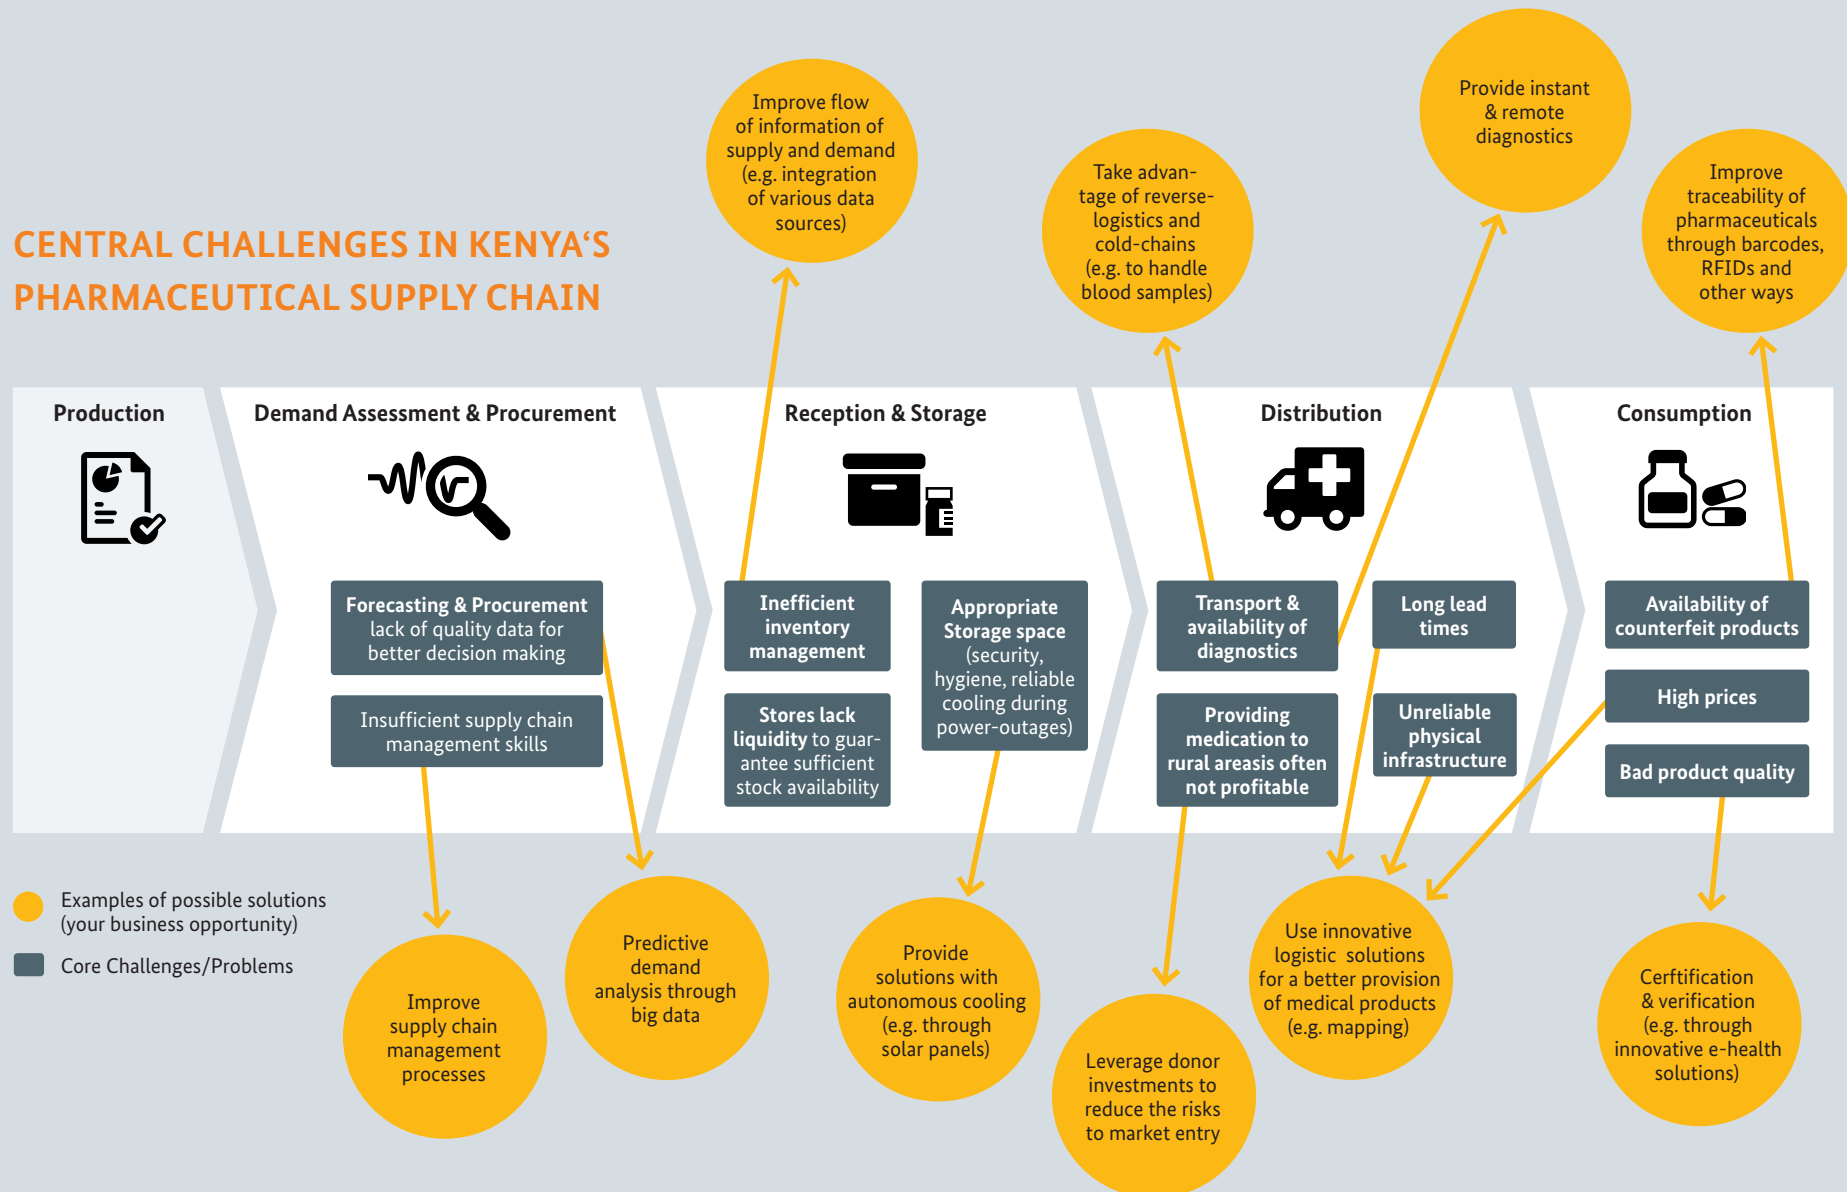 Provide instant
& remote
diagnostics
Improve flow
of information of
supply and demand
(e.g. integration
of various data
sources)
Take advan-
tage of reverse-
logistics and
cold-chains
(e.g. to handle
blood samples)
Improve
traceability of
pharmaceuticals
through barcodes,
RFIDs and
other ways
CENTRAL CHALLENGES IN KENYA‘S
PHARMACEUTICAL SUPPLY CHAIN
Production
Demand Assessment & Procurement
Reception & Storage
Distribution
Consumption
Forecasting & Procurement
lack of quality data for
better decision making
Insufficient supply chain
management skills
Inefficient
inventory
management
Stores lack
liquidity to guar-
antee sufficient
stock availability
Appropriate
Storage space
(security,
hygiene, reliable
cooling during
power-outages)
Transport &
availability of
diagnostics
Providing
medication to
rural areasis often
not profitable
Long lead
times
Unreliable
physical
infrastructure
Availability of
counterfeit products
High prices
Bad product quality
Examples of possible solutions
(your business opportunity)
Core Challenges/Problems
Improve
supply chain
management
processes
Predictive
demand
analysis through
big data
Provide
solutions with
autonomous cooling
(e.g. through
solar panels)
Leverage donor
investments to
reduce the risks
to market entry
Use innovative
logistic solutions
for a better provision
of medical products
(e.g. mapping)
Cerftification
& verification
(e.g. through
innovative e-health
solutions)